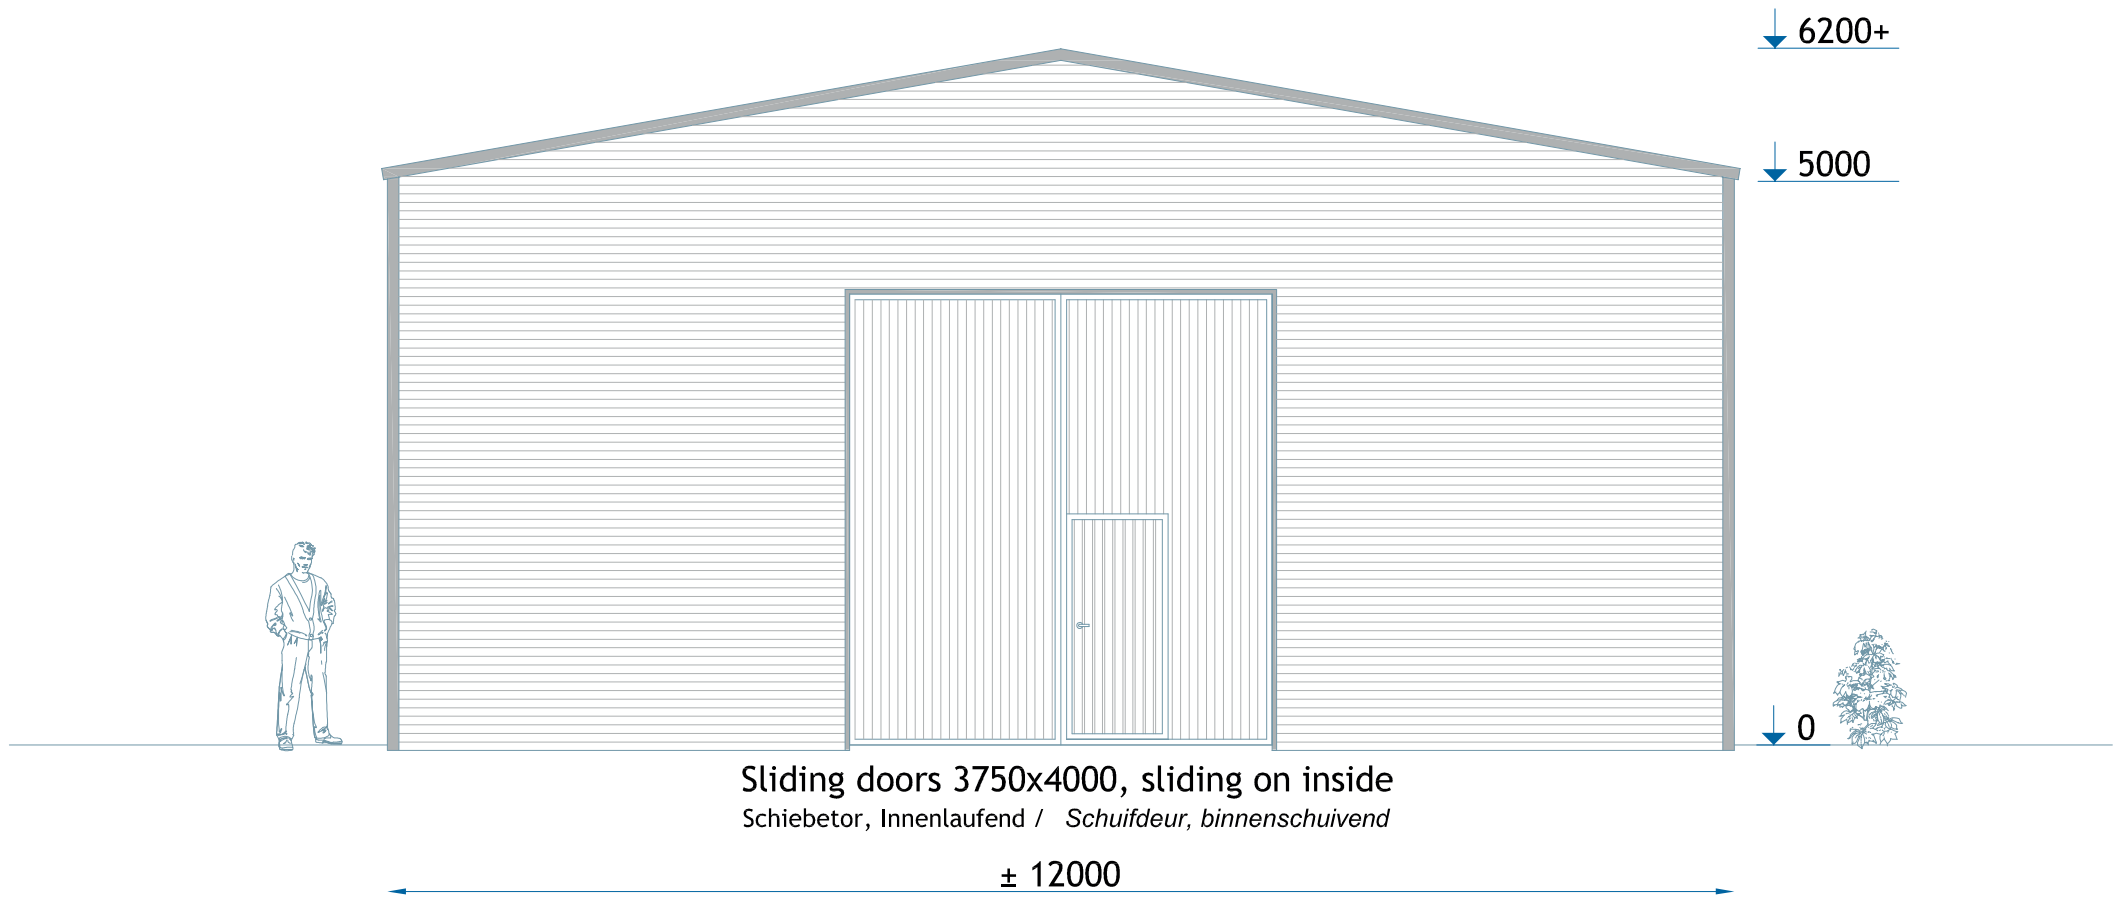 6200+
5000
0
Sliding doors 3750x4000, sliding on inside
Schiebetor, Innenlaufend / Schuifdeur, binnenschuivend
± 12000